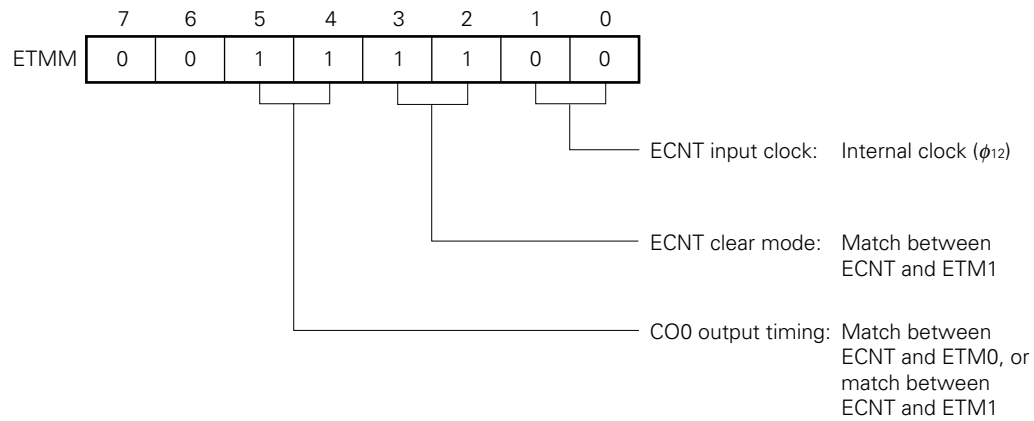 7 6 5 4 3 2 1 0
ETMM 0 0 1 1 1 1 0 0
ECNT input clock: Internal clock (ϕ12)
ECNT clear mode: Match between
ECNT and ETM1
CO0 output timing: Match between
ECNT and ETM0, or
match between
ECNT and ETM1